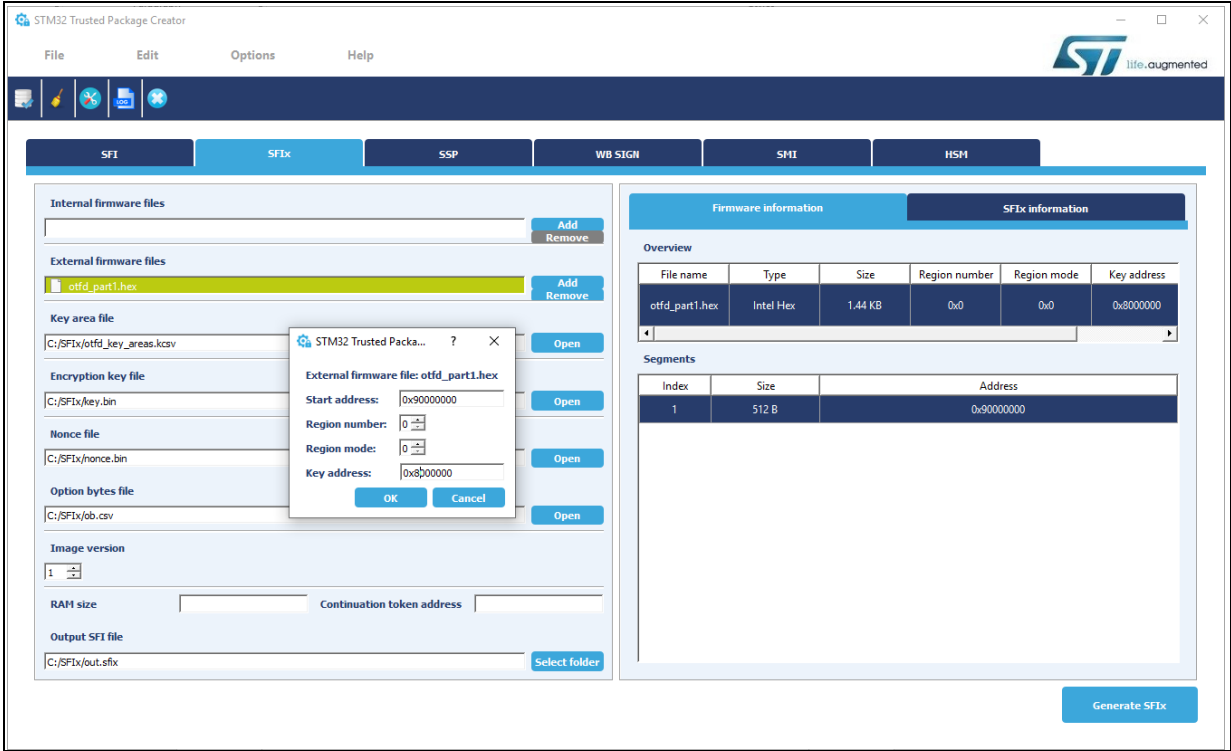 STM32 Trusted Package Creator
File Edit Options Help
ST life.augmented
LOG
SFI SFIx SSP WB SIGN SMI HSM
Internal firmware files
Add
Remove
External firmware files
otfd_part1.hex
Add
Remove
Key area file
C:/SFIx/otfd_key_areas.kcsv
Open
Encryption key file
C:/SFIx/key.bin
Open
Nonce file
C:/SFIx/nonce.bin
Open
Option bytes file
C:/SFIx/ob.csv
Open
Image version
1
RAM size Continuation token address
Output SFI file
C:/SFIx/out.sfix
Select folder
STM32 Trusted Packa... ?
External firmware file: otfd_part1.hex
Start address: 0x90000000
Region number: 0
Region mode: 0
Key address: 0x8000000
OK Cancel
Firmware information SFIx information
Overview
File name Type Size Region number Region mode Key address
otfd_part1.hex Intel Hex 1.44 KB 0x0 0x0 0x8000000
Segments
Index Size Address
1 512 B 0x90000000
Generate SFIx